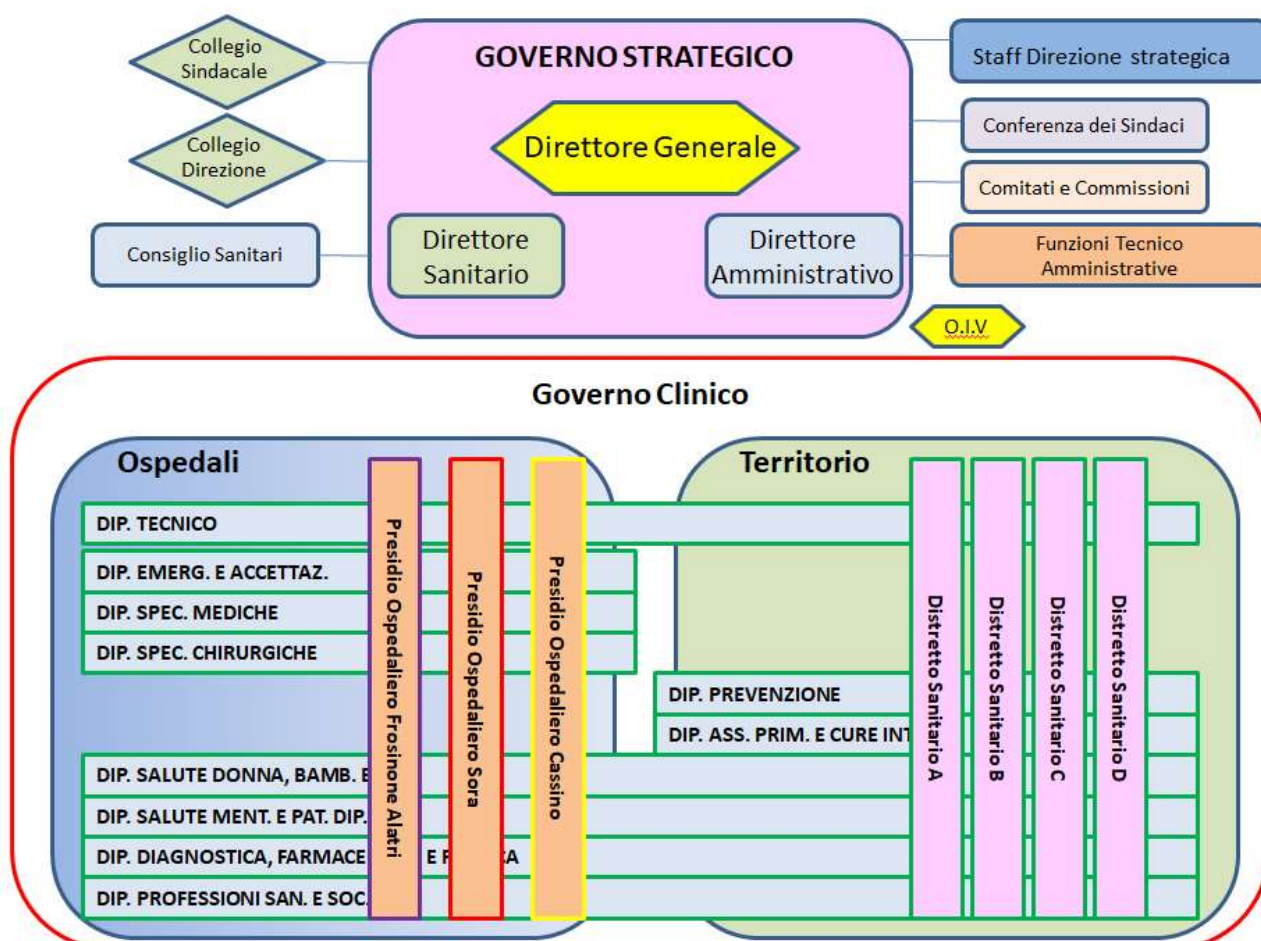 Collegio
Sindacale
GOVERNO STRATEGICO
Staff Direzione strategica
Direttore Generale
Conferenza dei Sindaci
Collegio
Direzione
Comitati e Commissioni
Consiglio Sanitari
Direttore
Sanitario
Direttore
Amministrativo
Funzioni Tecnico
Amministrative
O.I.V
Governo Clinico
Ospedali
Territorio
DIP. TECNICO
DIP. EMERG. E ACCETTAZ.
DIP. SPEC. MEDICHE
DIP. SPEC. CHIRURGICHE
DIP. PREVENZIONE
DIP. ASS. PRIM. E CURE INT
DIP. SALUTE DONNA, BAMB. E
DIP. SALUTE MENT. E PAT. DIP.
DIP. DIAGNOSTICA, FARMACE E
DIP. PROFESSIONI SAN. E SOC.
Presidio Ospedaliero Frosinone Alatri
Presidio Ospedaliero Sora
Presidio Ospedaliero Cassino
Distretto Sanitario A
Distretto Sanitario B
Distretto Sanitario C
Distretto Sanitario D